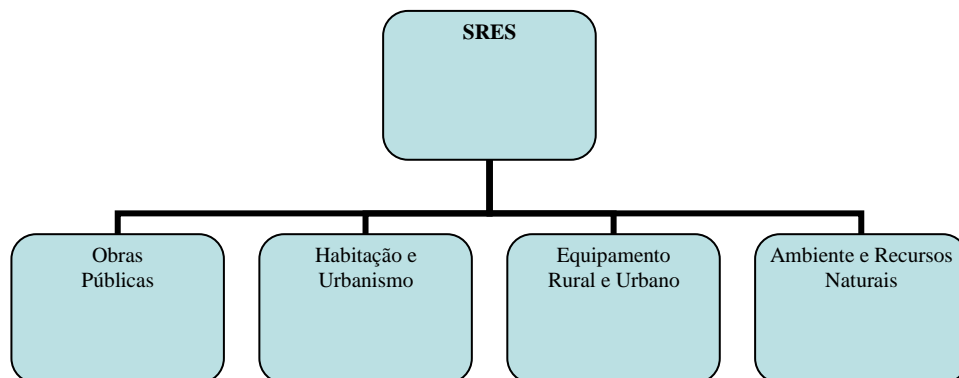 SRES
Obras
Públicas
Habitação e
Urbanismo
Equipamento
Rural e Urbano
Ambiente e Recursos
Naturais